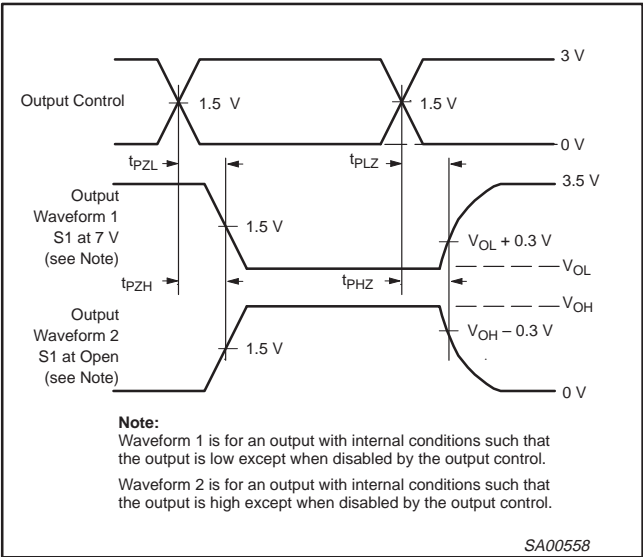 3 V
Output Control
1.5 V
1.5 V
0 V
tPZL
tPLZ
3.5 V
Output
Waveform 1
S1 at 7 V
(see Note)
1.5 V
VOL + 0.3 V
VOL
tPZH
tPHZ
VOH
Output
Waveform 2
S1 at Open
(see Note)
1.5 V
VOH – 0.3 V
0 V
Note:
Waveform 1 is for an output with internal conditions such that
the output is low except when disabled by the output control.
Waveform 2 is for an output with internal conditions such that
the output is high except when disabled by the output control.
SA00558